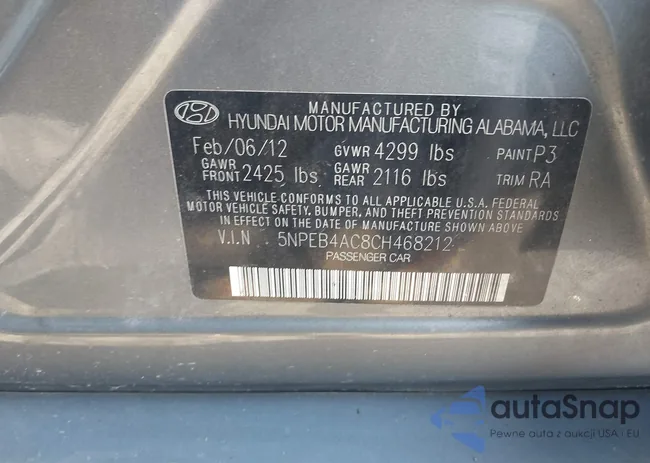 MANUFACTURED BY
HYUNDAI MOTOR MANUFACTURING ALABAMA, LLC
Feb/06/12 GVWR 4299 lbs PAINT P3
GAWR FRONT 2425 lbs GAWR REAR 2116 lbs TRIM RA
THIS VEHICLE CONFORMS TO ALL APPLICABLE U.S.A. FEDERAL
MOTOR VEHICLE SAFETY, BUMPER, AND THEFT PREVENTION STANDARDS
IN EFFECT ON THE DATE OF MANUFACTURE SHOWN ABOVE.
V.I.N 5NPEB4AC8CH468212
PASSENGER CAR
autoSnap
Pewne auta z aukcji USA i EU